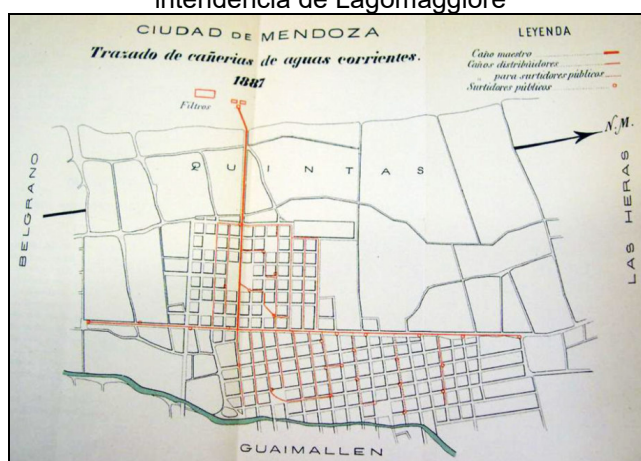 Intendencia de Lagomaggiore
CIUDAD DE MENDOZA
Trazado de cañerias de aguas corrientes.
1887
Filtros
LEYENDA
Caño maestro
Caños distribuidores
" para surtidores públicos
Surtidores públicos
N.M.
QUINTAS
BELGRANO
LAS HERAS
GUAIMALLEN